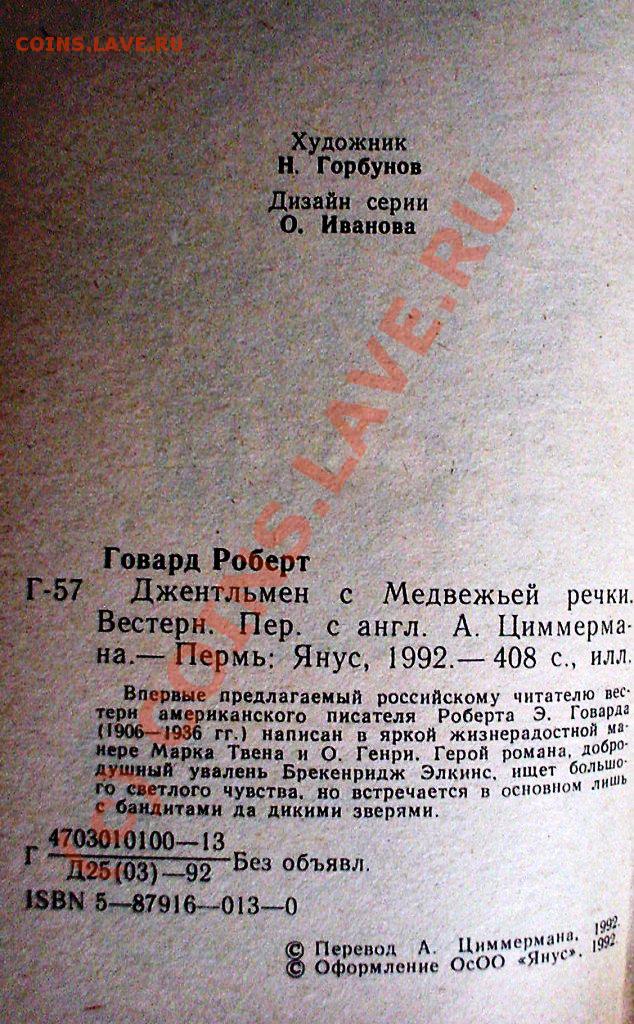 COINS.LAVE.RU
Художник
Н. Горбунов
Дизайн серии
О. Иванова
COINS.LAVE.RU
Говард Роберт
Г-57 Джентльмен с Медвежьей речки.
Вестерн. Пер. с англ. А. Циммерма-
на.— Пермь: Янус, 1992.— 408 с., илл.
Впервые предлагаемый российскому читателю вес-
терн американского писателя Роберта Э. Говарда
(1906—1936 гг.) написан в яркой жизнерадостной ма-
нере Марка Твена и О. Генри. Герой романа, добро-
душный увалень Брекенридж Элкинс, ищет большо-
го светлого чувства, но встречается в основном лишь
с бандитами да дикими зверями.
Г 4703010100—13
Д25(03)—92 Без объявл.
ISBN 5—87916—013—0
© Перевод А. Циммермана, 1992.
© Оформление ОсОО «Янус», 1992.